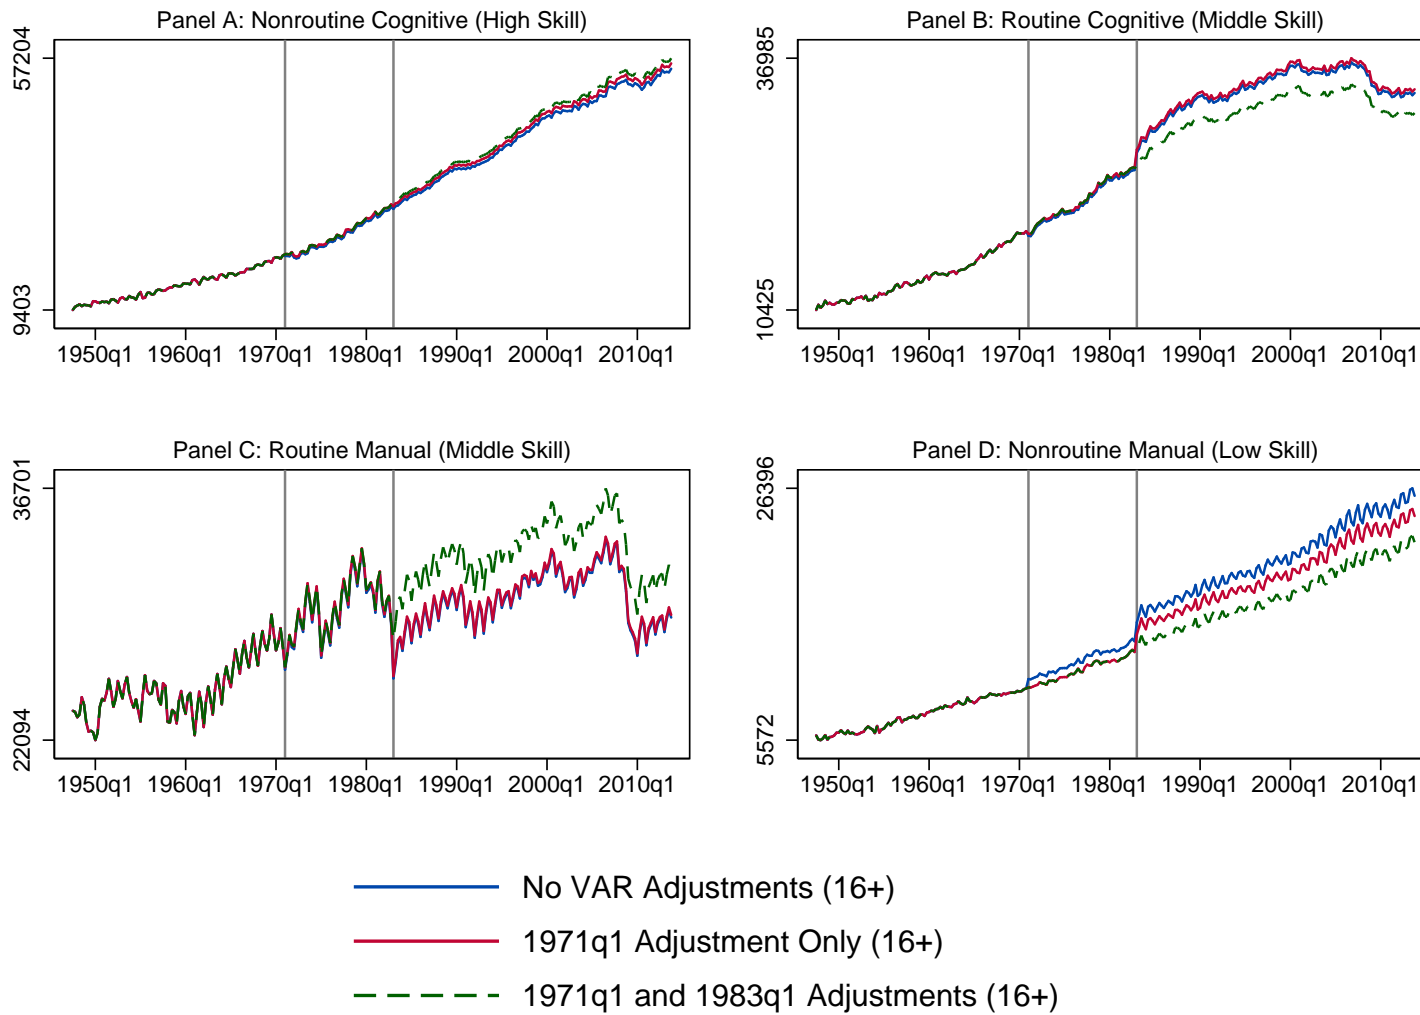 Panel A: Nonroutine Cognitive (High Skill)
57204
9403
1950q1 1960q1 1970q1 1980q1 1990q1 2000q1 2010q1
Panel B: Routine Cognitive (Middle Skill)
36985
10425
1950q1 1960q1 1970q1 1980q1 1990q1 2000q1 2010q1
Panel C: Routine Manual (Middle Skill)
36701
22094
1950q1 1960q1 1970q1 1980q1 1990q1 2000q1 2010q1
Panel D: Nonroutine Manual (Low Skill)
26396
5572
1950q1 1960q1 1970q1 1980q1 1990q1 2000q1 2010q1
No VAR Adjustments (16+)
1971q1 Adjustment Only (16+)
1971q1 and 1983q1 Adjustments (16+)